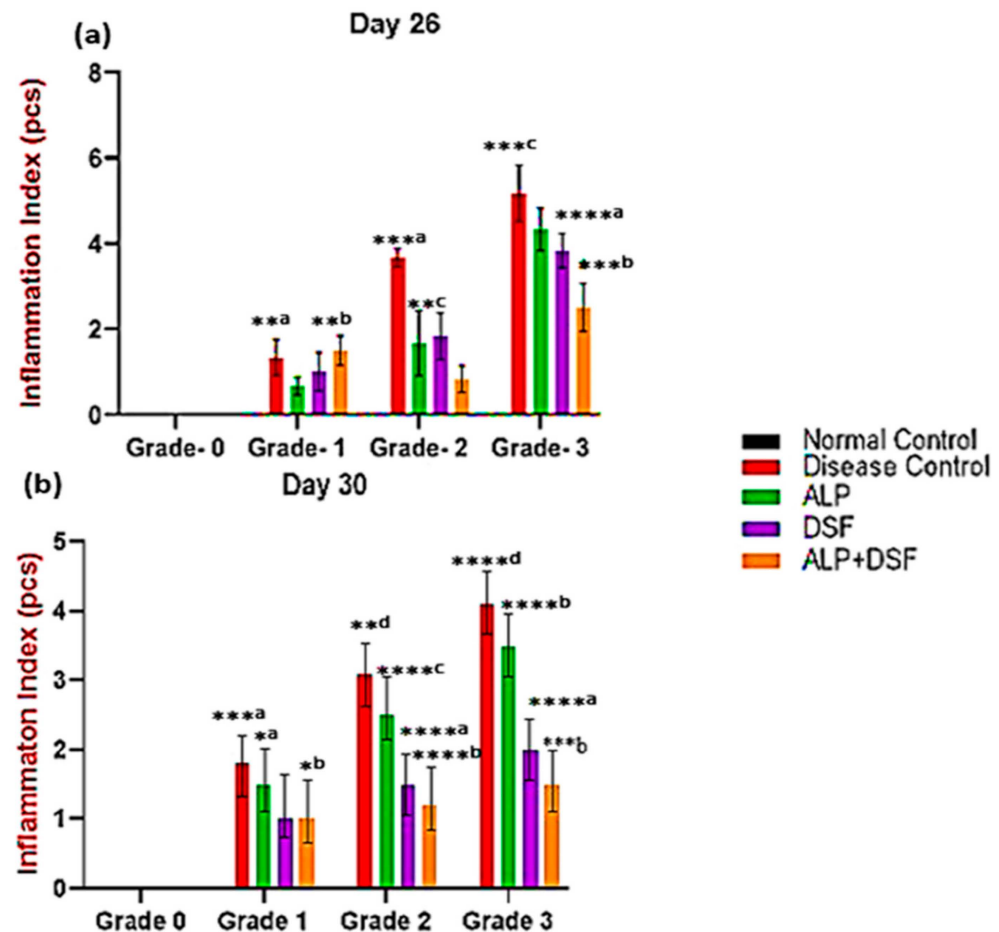 (a)
Day 26
Inflammation Index (pcs)
8
6
4
2
0
***c
****a
***b
***a
**c
**a
**b
Grade- 0 Grade- 1 Grade- 2 Grade- 3
Normal Control
Disease Control
ALP
DSF
ALP+DSF
(b)
Day 30
Inflammaton Index (pcs)
5
4
3
2
1
0
****d
****b
**d
****c
****a
***a
*a
****a
****b
*b
Grade 0 Grade 1 Grade 2 Grade 3